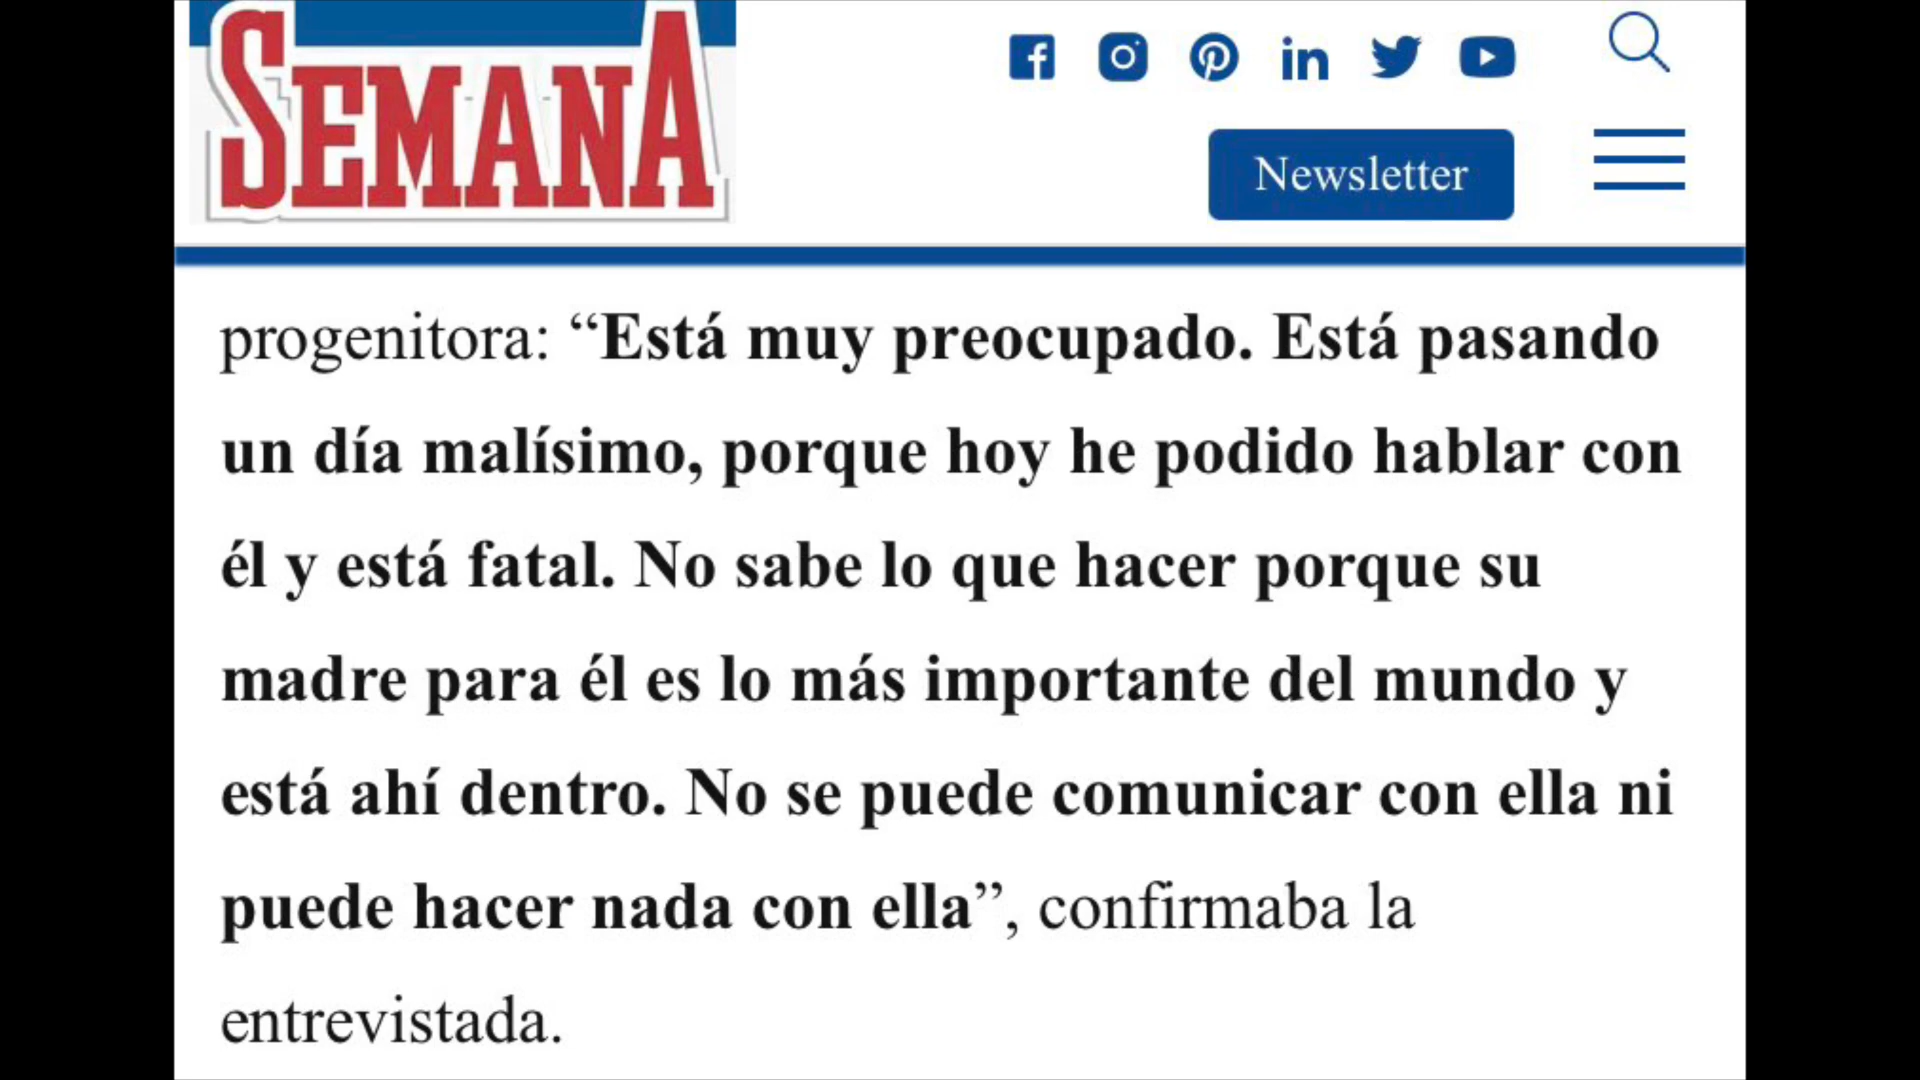 SEMANA
Newsletter
progenitora: “Está muy preocupado. Está pasando
un día malísimo, porque hoy he podido hablar con
él y está fatal. No sabe lo que hacer porque su
madre para él es lo más importante del mundo y
está ahí dentro. No se puede comunicar con ella ni
puede hacer nada con ella”, confirmaba la
entrevistada.